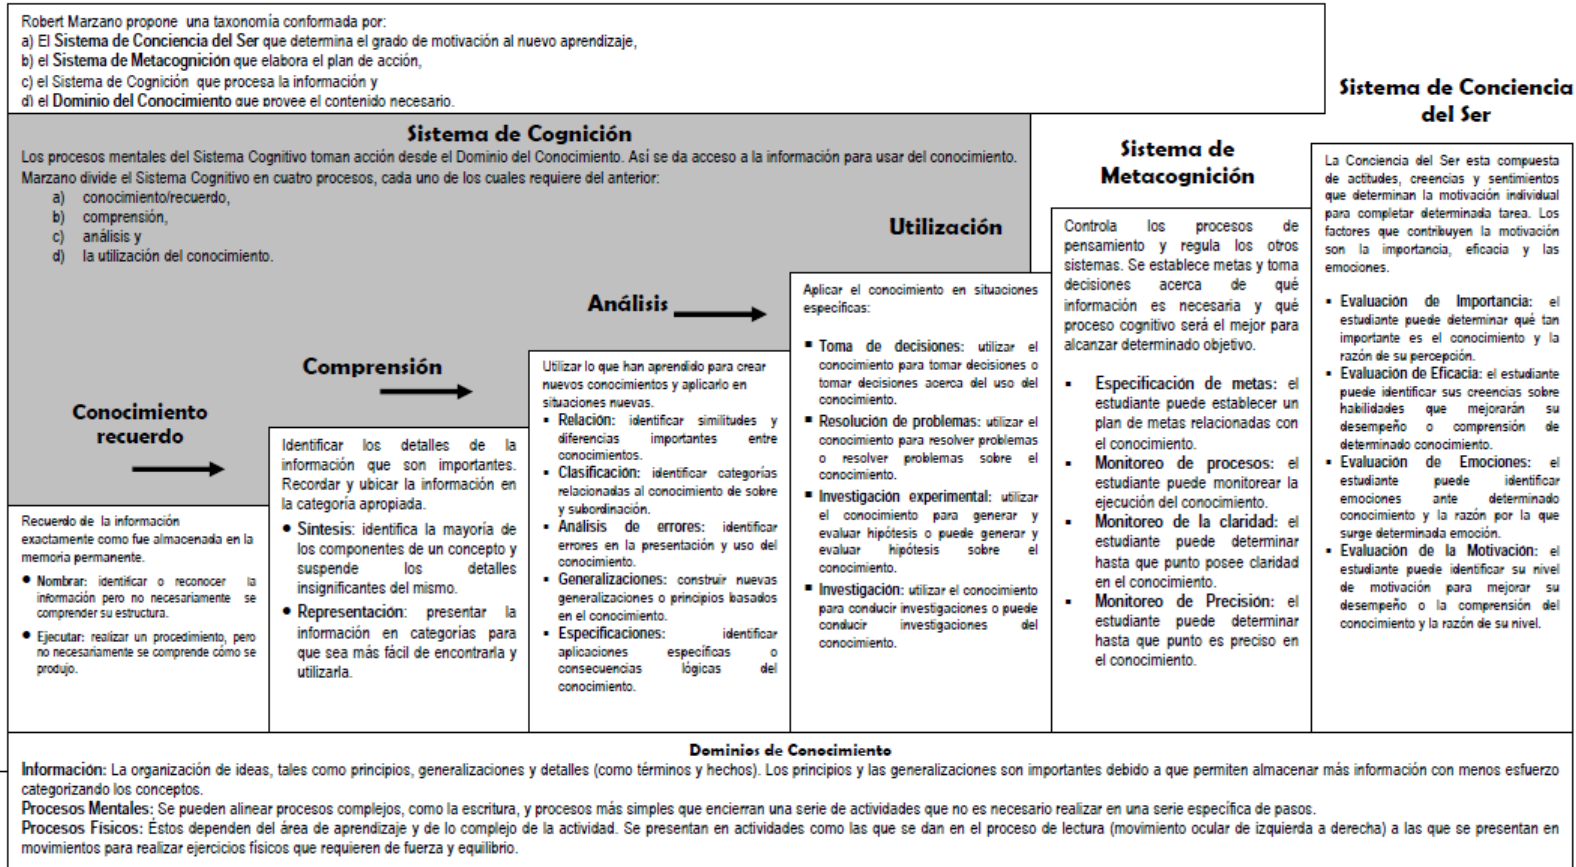 Robert Marzano propone una taxonomía conformada por:
a) El Sistema de Conciencia del Ser que determina el grado de motivación al nuevo aprendizaje,
b) el Sistema de Metacognición que elabora el plan de acción,
c) el Sistema de Cognición que procesa la información y
d) el Dominio del Conocimiento que provee el contenido necesario.
Sistema de Cognición
Los procesos mentales del Sistema Cognitivo toman acción desde el Dominio del Conocimiento. Así se da acceso a la información para usar del conocimiento.
Marzano divide el Sistema Cognitivo en cuatro procesos, cada uno de los cuales requiere del anterior:
a) conocimiento/recuerdo,
b) comprensión,
c) análisis y
d) la utilización del conocimiento.
Conocimiento
recuerdo
Recuerdo de la información
exactamente como fue almacenada en la
memoria permanente.
● Nombrar: identificar o reconocer la
información pero no necesariamente se
comprender su estructura.
● Ejecutar: realizar un procedimiento, pero
no necesariamente se comprende cómo se
produjo.
Comprensión
Identificar los detalles de la
información que son importantes.
Recordar y ubicar la información en
la categoría apropiada.
● Síntesis: identifica la mayoría de
los componentes de un concepto y
suspende los detalles
insignificantes del mismo.
● Representación: presentar la
información en categorías para
que sea más fácil de encontrarla y
utilizarla.
Análisis
Utilizar lo que han aprendido para crear
nuevos conocimientos y aplicarlo en
situaciones nuevas.
▪ Relación: identificar similitudes y
diferencias importantes entre
conocimientos.
▪ Clasificación: identificar categorías
relacionadas al conocimiento de sobre
y subordinación.
▪ Análisis de errores: identificar
errores en la presentación y uso del
conocimiento.
▪ Generalizaciones: construir nuevas
generalizaciones o principios basados
en el conocimiento.
▪ Especificaciones: identificar
aplicaciones específicas o
consecuencias lógicas del
conocimiento.
Utilización
Aplicar el conocimiento en situaciones
específicas:
▪ Toma de decisiones: utilizar el
conocimiento para tomar decisiones o
tomar decisiones acerca del uso del
conocimiento.
▪ Resolución de problemas: utilizar el
conocimiento para resolver problemas
o resolver problemas sobre el
conocimiento.
▪ Investigación experimental: utilizar
el conocimiento para generar y
evaluar hipótesis o puede generar y
evaluar hipótesis sobre el
conocimiento.
▪ Investigación: utilizar el conocimiento
para conducir investigaciones o puede
conducir investigaciones del
conocimiento.
Sistema de
Metacognición
Controla los procesos de
pensamiento y regula los otros
sistemas. Se establece metas y toma
decisiones acerca de qué
información es necesaria y qué
proceso cognitivo será el mejor para
alcanzar determinado objetivo.
▪ Especificación de metas: el
estudiante puede establecer un
plan de metas relacionadas con
el conocimiento.
▪ Monitoreo de procesos: el
estudiante puede monitorear la
ejecución del conocimiento.
▪ Monitoreo de la claridad: el
estudiante puede determinar
hasta que punto posee claridad
en el conocimiento.
▪ Monitoreo de Precisión: el
estudiante puede determinar
hasta que punto es preciso en
el conocimiento.
Sistema de Conciencia
del Ser
La Conciencia del Ser esta compuesta
de actitudes, creencias y sentimientos
que determinan la motivación individual
para completar determinada tarea. Los
factores que contribuyen la motivación
son la importancia, eficacia y las
emociones.
▪ Evaluación de Importancia: el
estudiante puede determinar qué tan
importante es el conocimiento y la
razón de su percepción.
▪ Evaluación de Eficacia: el estudiante
puede identificar sus creencias sobre
habilidades que mejorarán su
desempeño o comprensión de
determinado conocimiento.
▪ Evaluación de Emociones: el
estudiante puede identificar
emociones ante determinado
conocimiento y la razón por la que
surge determinada emoción.
▪ Evaluación de la Motivación: el
estudiante puede identificar su nivel
de motivación para mejorar su
desempeño o la comprensión del
conocimiento y la razón de su nivel.
Dominios de Conocimiento
Información: La organización de ideas, tales como principios, generalizaciones y detalles (como términos y hechos). Los principios y las generalizaciones son importantes debido a que permiten almacenar más información con menos esfuerzo
categorizando los conceptos.
Procesos Mentales: Se pueden alinear procesos complejos, como la escritura, y procesos más simples que encierran una serie de actividades que no es necesario realizar en una serie específica de pasos.
Procesos Físicos: Éstos dependen del área de aprendizaje y de lo complejo de la actividad. Se presentan en actividades como las que se dan en el proceso de lectura (movimiento ocular de izquierda a derecha) a las que se presentan en
movimientos para realizar ejercicios físicos que requieren de fuerza y equilibrio.